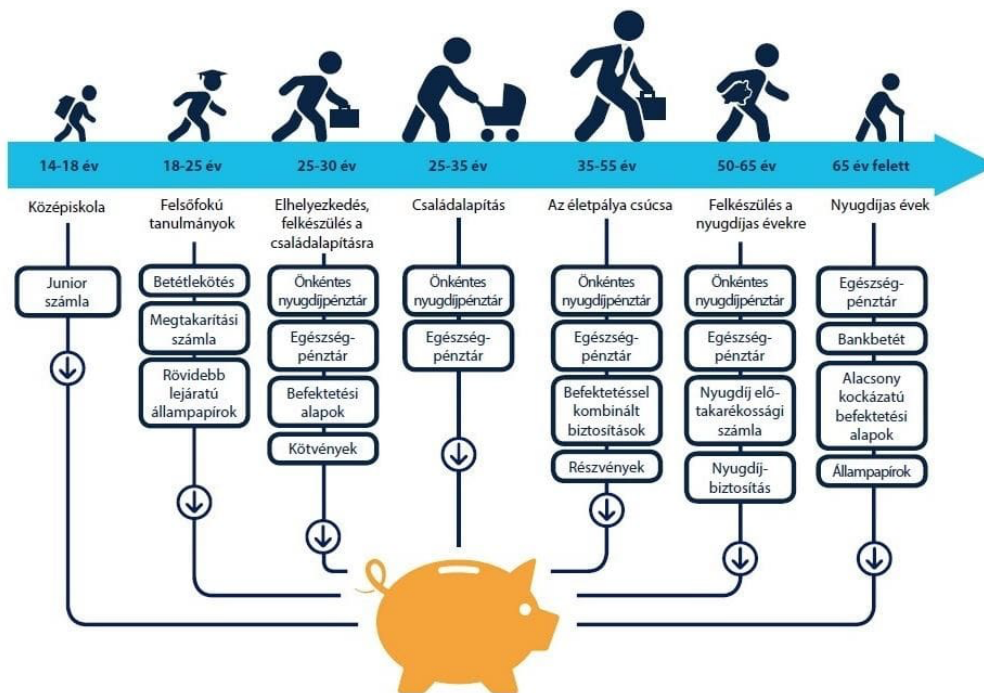 14-18 év
18-25 év
25-30 év
25-35 év
35-55 év
50-65 év
65 év felett
Középiskola
Felsőfokú
tanulmányok
Elhelyezkedés,
felkészülés a
családalapításra
Családalapítás
Az életpálya csúcsa
Felkészülés a
nyugdíjas évekre
Nyugdíjas évek
Junior
számla
Betétlekötés
Megtakarítási
számla
Rövidebb
lejáratú
állampapírok
Önkéntes
nyugdíjpénztár
Egészség-
pénztár
Befektetési
alapok
Kötvények
Önkéntes
nyugdíjpénztár
Egészség-
pénztár
Önkéntes
nyugdíjpénztár
Egészség-
pénztár
Befektetéssel
kombinált
biztosítások
Részvények
Önkéntes
nyugdíjpénztár
Egészség-
pénztár
Nyugdíj elő-
takarékossági
számla
Nyugdíj-
biztosítás
Egészség-
pénztár
Bankbetét
Alacsony
kockázatú
befektetési
alapok
Állampapírok